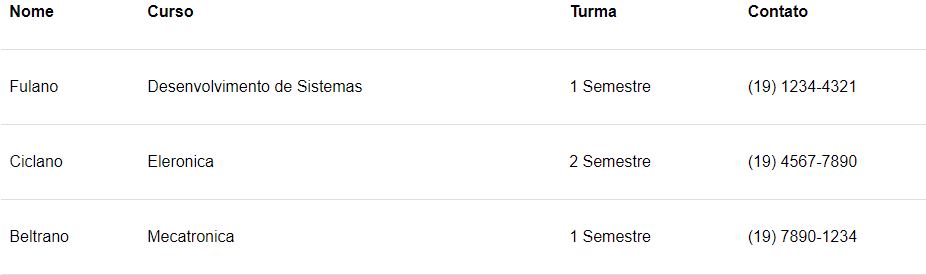 Nome Curso Turma Contato
Fulano Desenvolvimento de Sistemas 1 Semestre (19) 1234-4321
Ciclano Eleronica 2 Semestre (19) 4567-7890
Beltrano Mecatronica 1 Semestre (19) 7890-1234